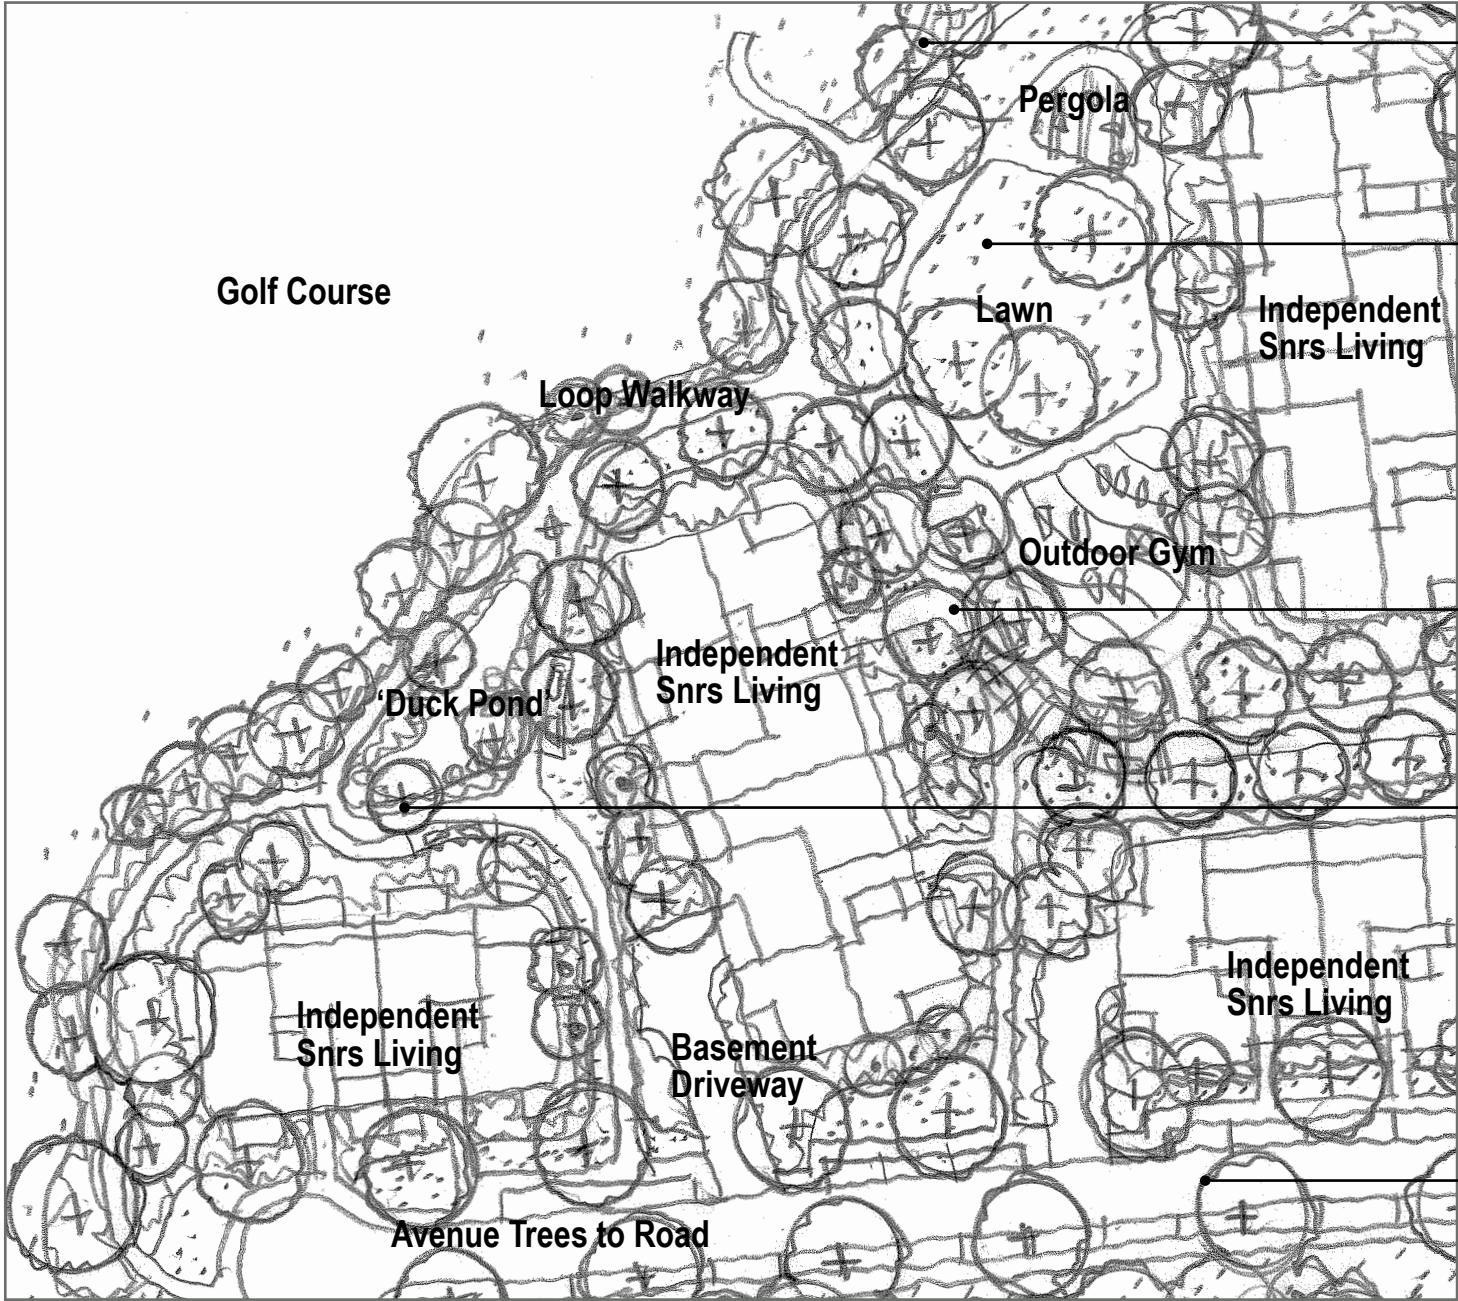 Pergola
Golf Course
Lawn
Independent
Snrs Living
Loop Walkway
Outdoor Gym
Independent
Snrs Living
‘Duck Pond’
Independent
Snrs Living
Independent
Snrs Living
Basement
Driveway
Avenue Trees to Road